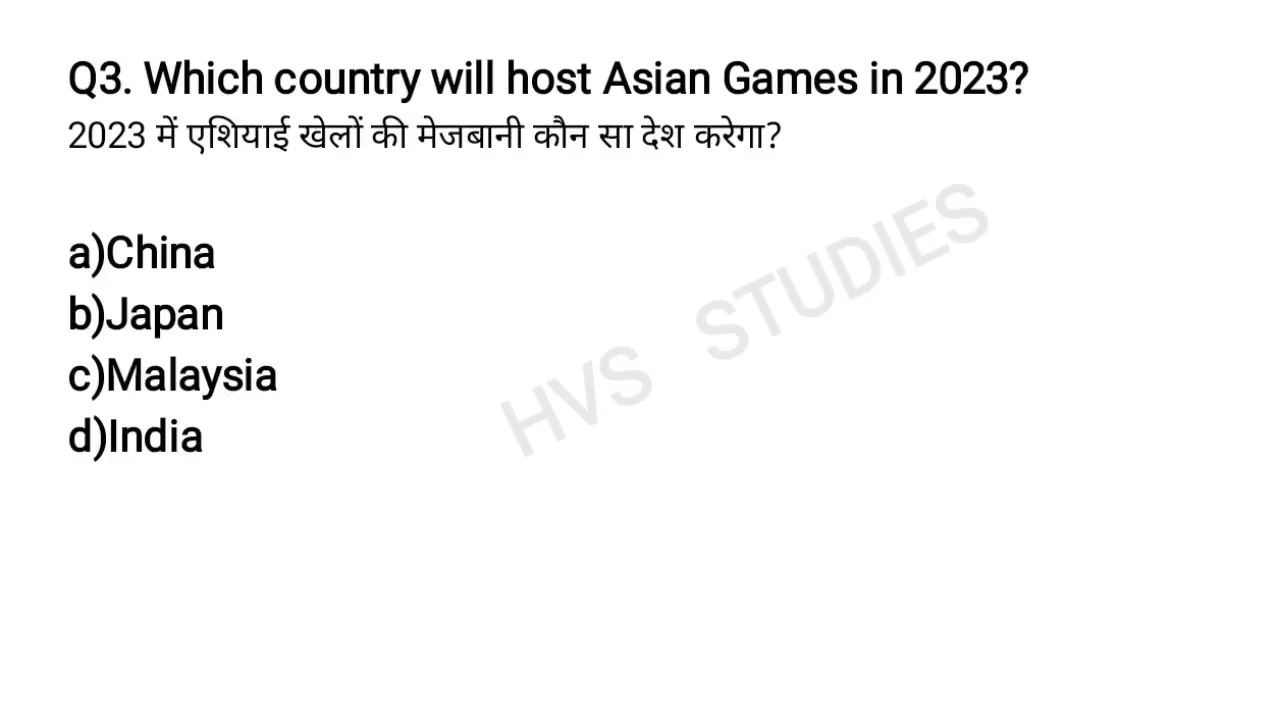 Q3. Which country will host Asian Games in 2023?
2023 में एशियाई खेलों की मेजबानी कौन सा देश करेगा?
a)China
b)Japan
c)Malaysia
d)India
HVS STUDIES